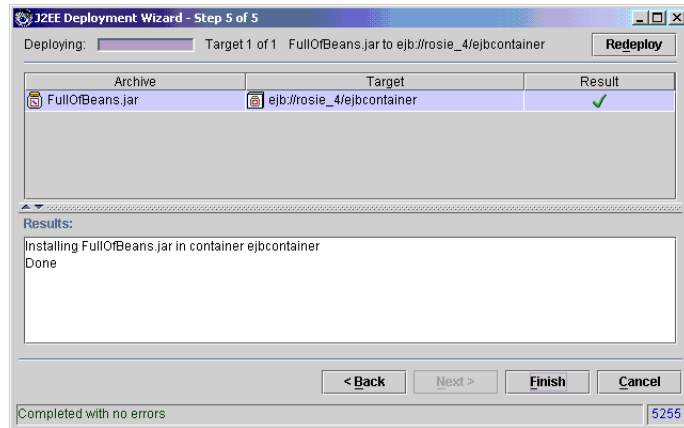 J2EE Deployment Wizard - Step 5 of 5
Deploying: Target 1 of 1 FullOfBeans.jar to ejb://rosie_4/ejbcontainer Redeploy
Archive Target Result
FullOfBeans.jar ejb://rosie_4/ejbcontainer
Results:
Installing FullOfBeans.jar in container ejbcontainer
Done
< Back Next > Finish Cancel
Completed with no errors 5255